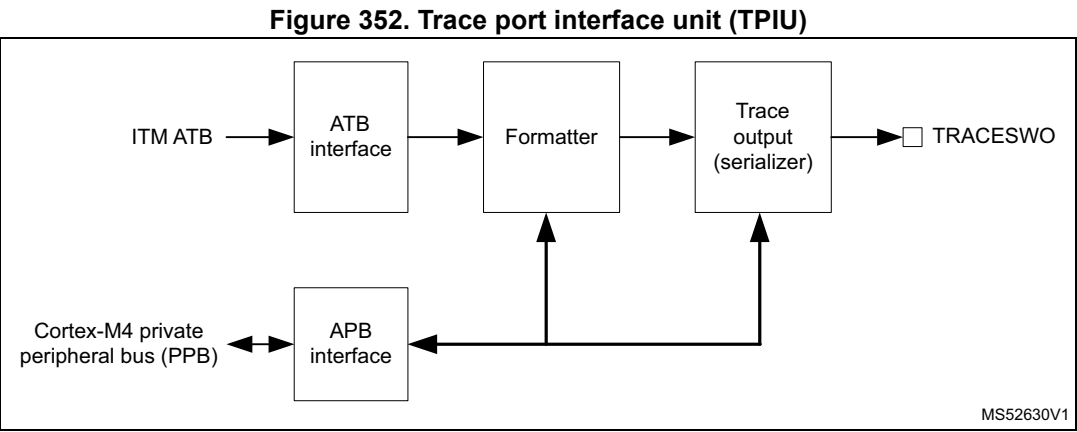 Figure 352. Trace port interface unit (TPIU)
ITM ATB
ATB
interface
Formatter
Trace
output
(serializer)
TRACESWO
Cortex-M4 private
peripheral bus (PPB)
APB
interface
MS52630V1